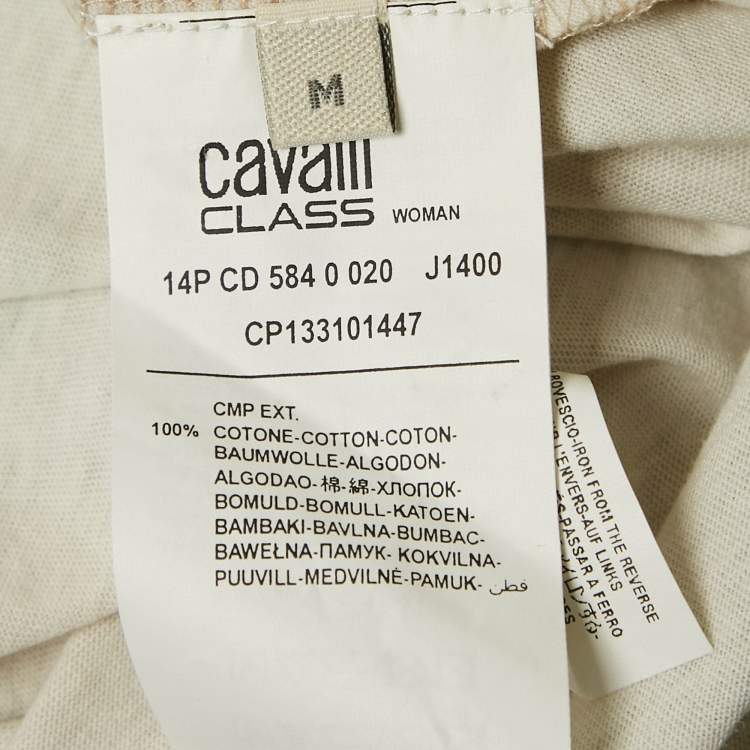 M
cavalli
CLASS WOMAN
14P CD 584 0 020 J1400
CP133101447
CMP EXT.
100% COTONE-COTTON-COTON-
BAUMWOLLE-ALGODON-
ALGODAO-棉-綿-ХЛОПОК-
BOMULD-BOMULL-KATOEN-
BAMBAKI-BAVLNA-BUMBAC-
BAWEŁNA-ПАМУК- KOKVILNA-
PUUVILL-MEDVILNĖ-PAMUK- قطن
ROVESCIO-IRON FROM THE REVERSE
L'ENVERS-AUF LINKS
PASSAR A FERRO